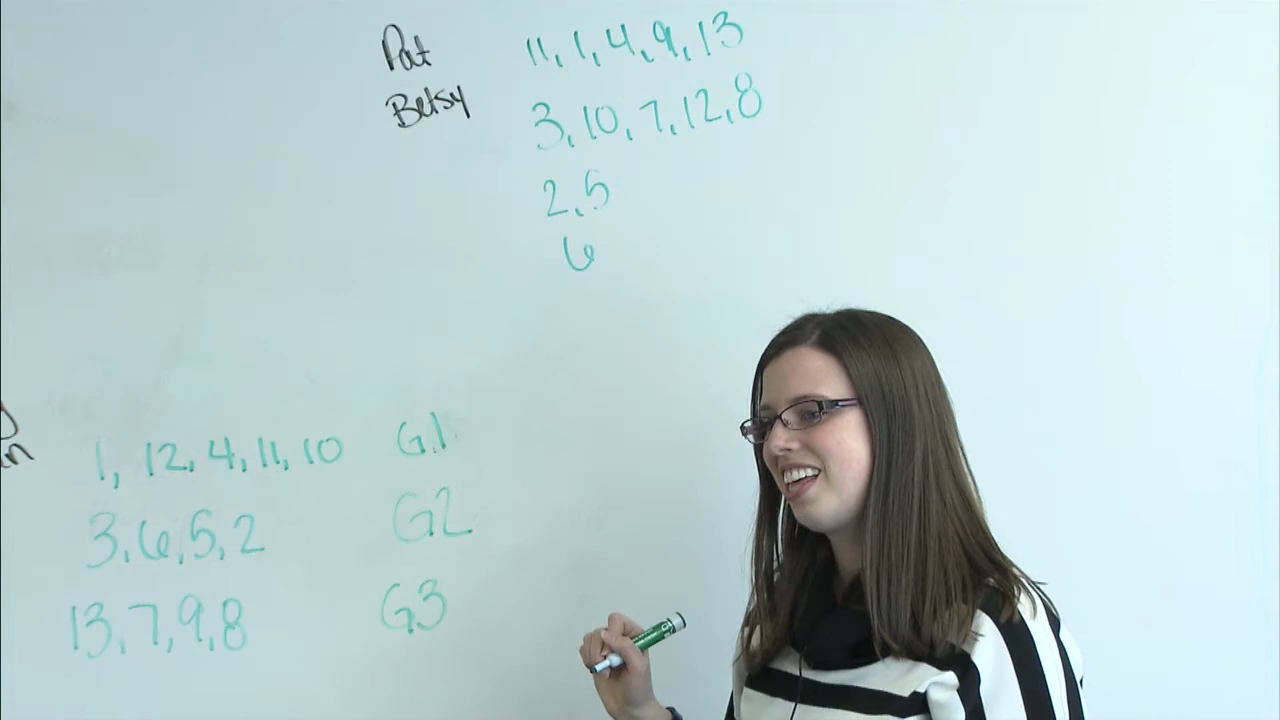 Pat 11, 1, 4, 9, 13
Betsy 3, 10, 7, 12, 8
2, 5
6
1, 12, 4, 11, 10 G1
3, 6, 5, 2 G2
13, 7, 9, 8 G3